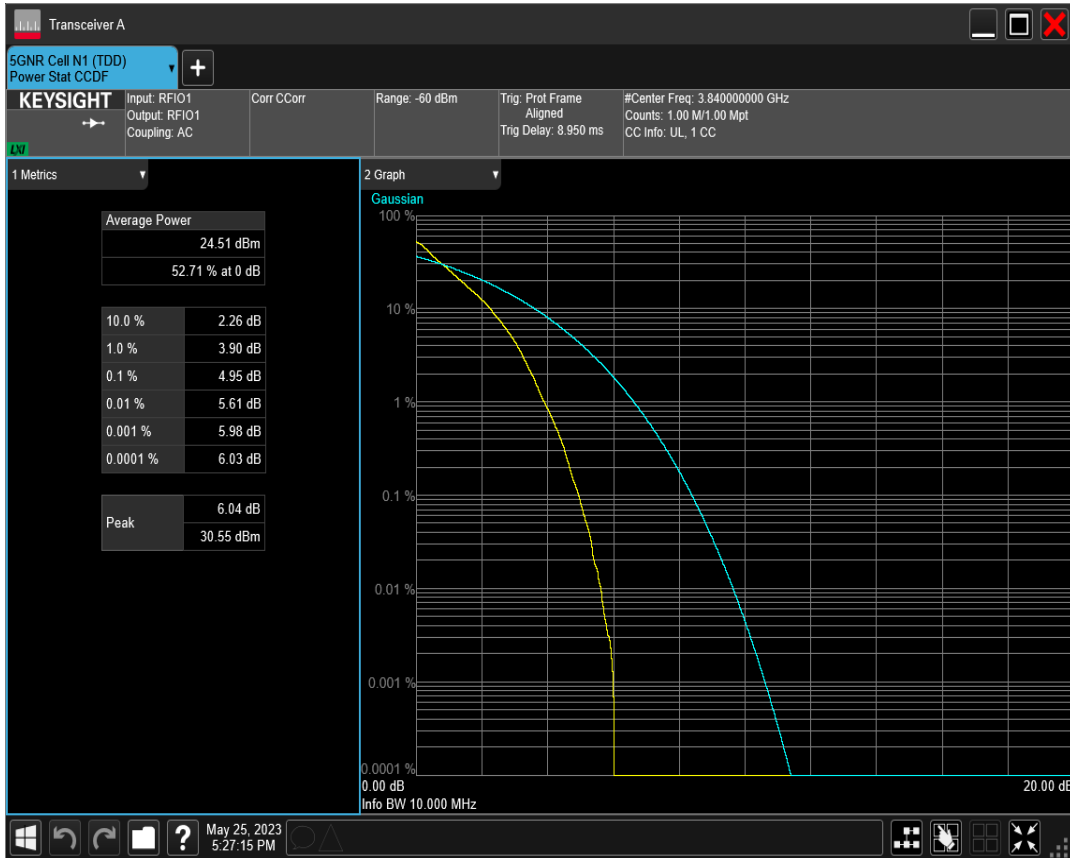 Transceiver A
5GNR Cell N1 (TDD)
Power Stat CCDF
+
KEYSIGHT
LXI
Input: RFIO1
Output: RFIO1
Coupling: AC
Corr CCorr
Range: -60 dBm
Trig: Prot Frame
Aligned
Trig Delay: 8.950 ms
#Center Freq: 3.840000000 GHz
Counts: 1.00 M/1.00 Mpt
CC Info: UL, 1 CC
1 Metrics
Average Power
24.51 dBm
52.71 % at 0 dB
10.0 % 2.26 dB
1.0 % 3.90 dB
0.1 % 4.95 dB
0.01 % 5.61 dB
0.001 % 5.98 dB
0.0001 % 6.03 dB
Peak
6.04 dB
30.55 dBm
2 Graph
Gaussian
100 %
10 %
1 %
0.1 %
0.01 %
0.001 %
0.0001 %
0.00 dB 20.00 dB
Info BW 10.000 MHz
?
May 25, 2023
5:27:15 PM